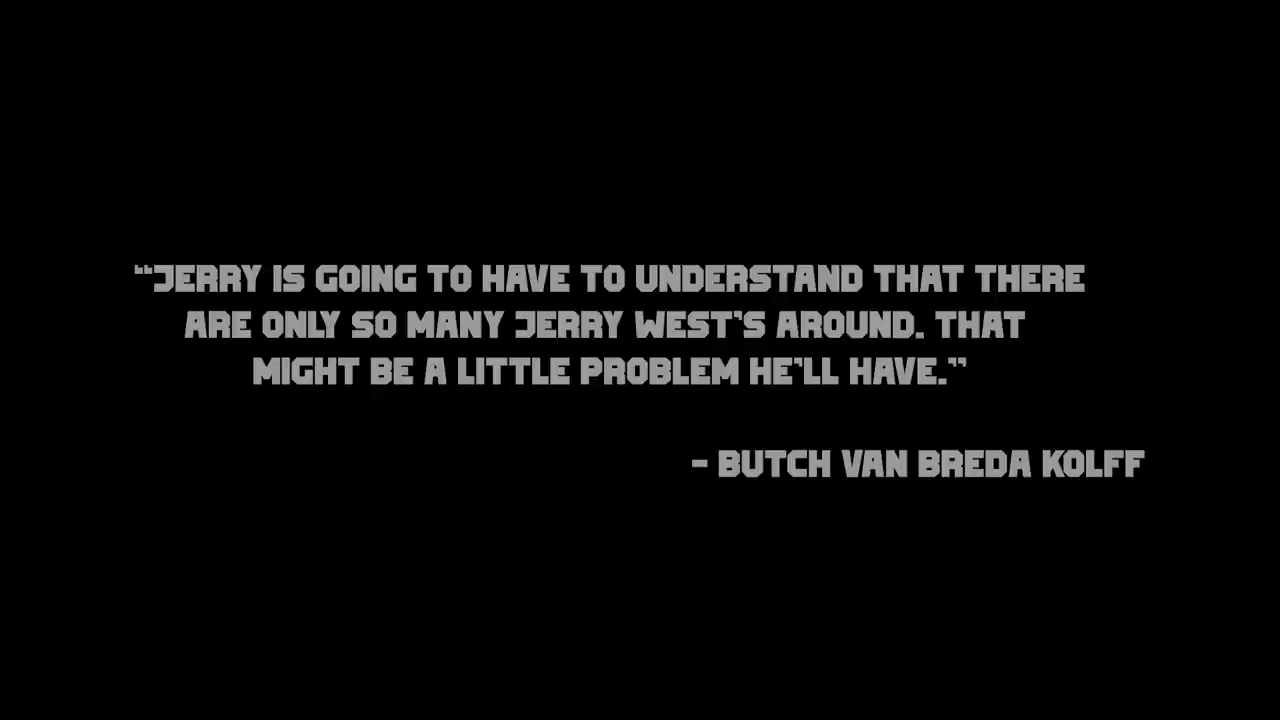 “JERRY IS GOING TO HAVE TO UNDERSTAND THAT THERE
ARE ONLY SO MANY JERRY WEST'S AROUND. THAT
MIGHT BE A LITTLE PROBLEM HE'LL HAVE.”
- BUTCH VAN BREDA KOLFF